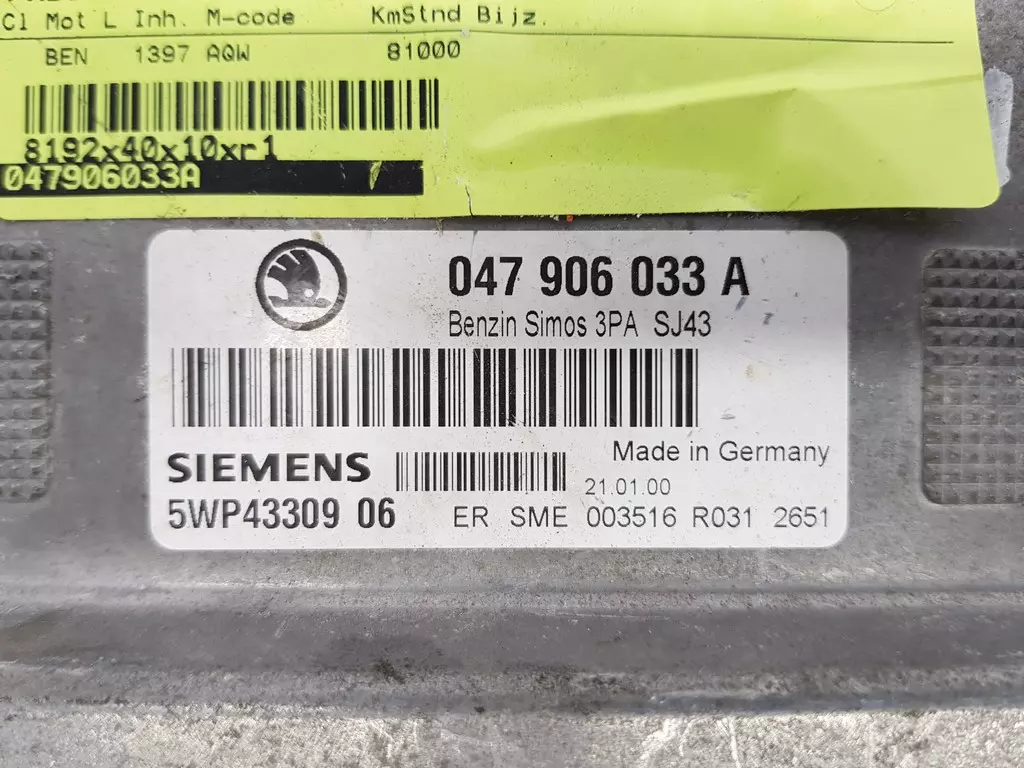 Cl Mot L Inh. M-code KmStnd Bijz.
BEN 1397 AQW 81000
8192x40x10xr1
047906033A
047 906 033 A
Benzin Simos 3PA SJ43
Made in Germany
SIEMENS
21.01.00
5WP43309 06 ER SME 003516 R031 2651